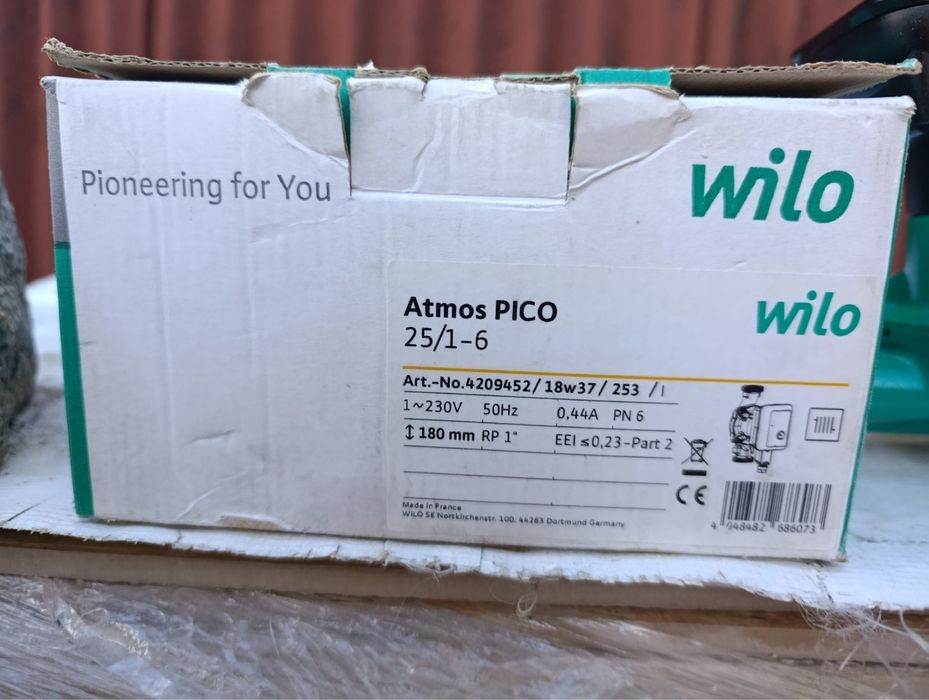 Pioneering for You
wilo
wilo
Atmos PICO
25/1-6
Art.-No.4209452/ 18w37/ 253 /I
1~230V 50Hz 0,44A PN 6
↕ 180 mm RP 1" EEI ≤0,23-Part 2
CE
Made in France
WILO SE Nortkirchenstr. 100, 44263 Dortmund Germany
4 948482 686073